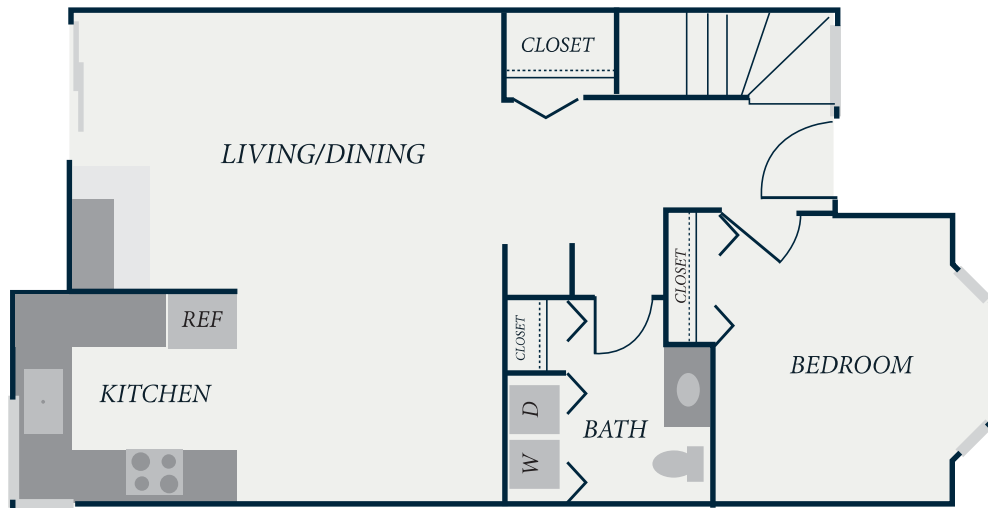 CLOSET
LIVING/DINING
CLOSET
REF
CLOSET
BEDROOM
KITCHEN
D
BATH
W